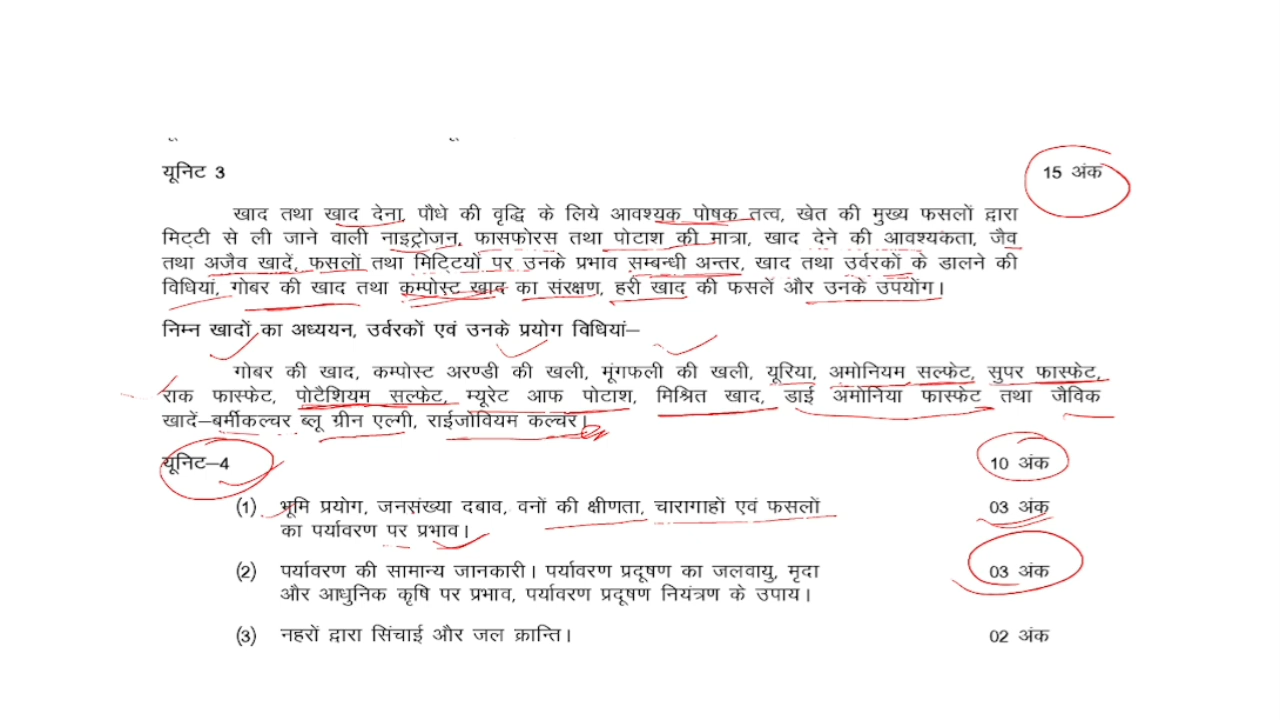 यूनिट 3 15 अंक
खाद तथा खाद देना, पौधे की वृद्धि के लिये आवश्यक पोषक तत्व, खेत की मुख्य फसलों द्वारा
मिट्टी से ली जाने वाली नाइट्रोजन, फासफोरस तथा पोटाश की मात्रा, खाद देने की आवश्यकता, जैव
तथा अजैव खादें, फसलों तथा मिट्टियों पर उनके प्रभाव सम्बन्धी अन्तर, खाद तथा उर्वरकों के डालने की
विधियां, गोबर की खाद तथा कम्पोस्ट खाद का संरक्षण, हरी खाद की फसलें और उनके उपयोंग।
निम्न खादों का अध्ययन, उर्वरकों एवं उनके प्रयोग विधियां–
गोबर की खाद, कम्पोस्ट अरण्डी की खली, मूंगफली की खली, यूरिया, अमोनियम सल्फेट, सुपर फास्फेट,
राक फास्फेट, पोटैशियम सल्फेट, म्यूरेट आफ पोटाश, मिश्रित खाद, डाई अमोनिया फास्फेट तथा जैविक
खादें–बर्मीकल्चर ब्लू ग्रीन एल्गी, राईजोवियम कल्चर।
यूनिट–4 10 अंक
(1) भूमि प्रयोग, जनसंख्या दबाव, वनों की क्षीणता, चारागाहों एवं फसलों 03 अंक
का पर्यावरण पर प्रभाव।
(2) पर्यावरण की सामान्य जानकारी। पर्यावरण प्रदूषण का जलवायु, मृदा 03 अंक
और आधुनिक कृषि पर प्रभाव, पर्यावरण प्रदूषण नियंत्रण के उपाय।
(3) नहरों द्वारा सिंचाई और जल क्रान्ति। 02 अंक